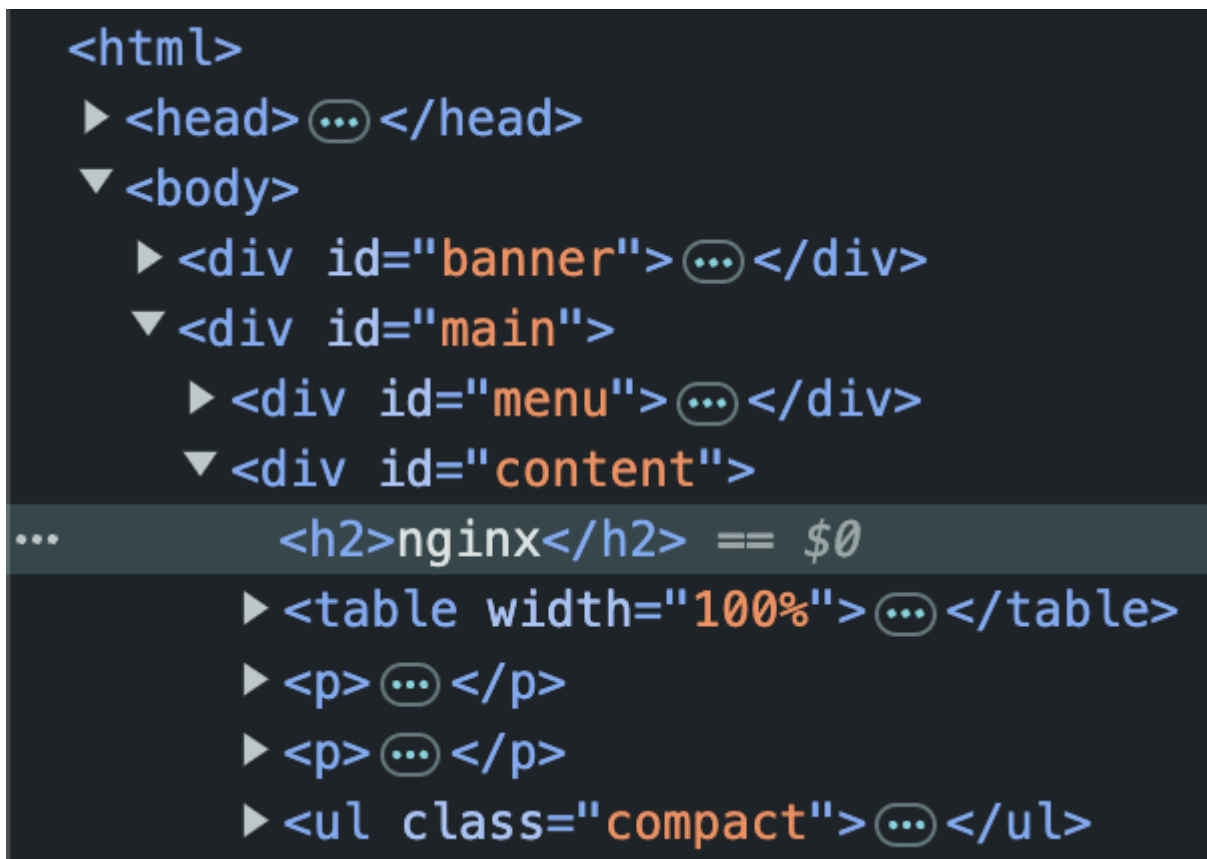 <html>
<head>…</head>
<body>
<div id="banner">…</div>
<div id="main">
<div id="menu">…</div>
<div id="content">
… <h2>nginx</h2> == $0
<table width="100%">…</table>
<p>…</p>
<p>…</p>
<ul class="compact">…</ul>